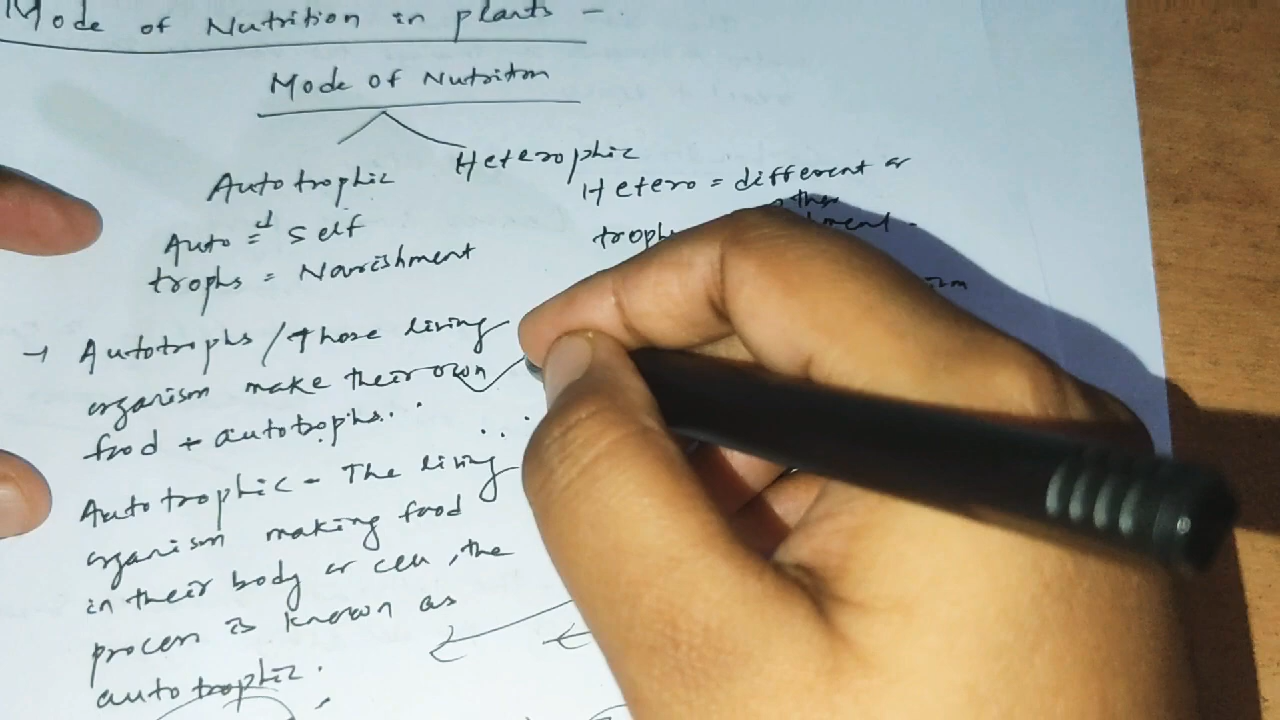 Mode of Nutrition in plants -
Mode of Nutrition
Autotrophic
Heterophic
Auto = Self
trophs = Nourishment
Hetero = different or
→ Autotrophs / Those living
organism make their own
food → autotrophs.
Autotrophic - The living
organism making food
in their body or cell, the
process is known as
autotrophic.